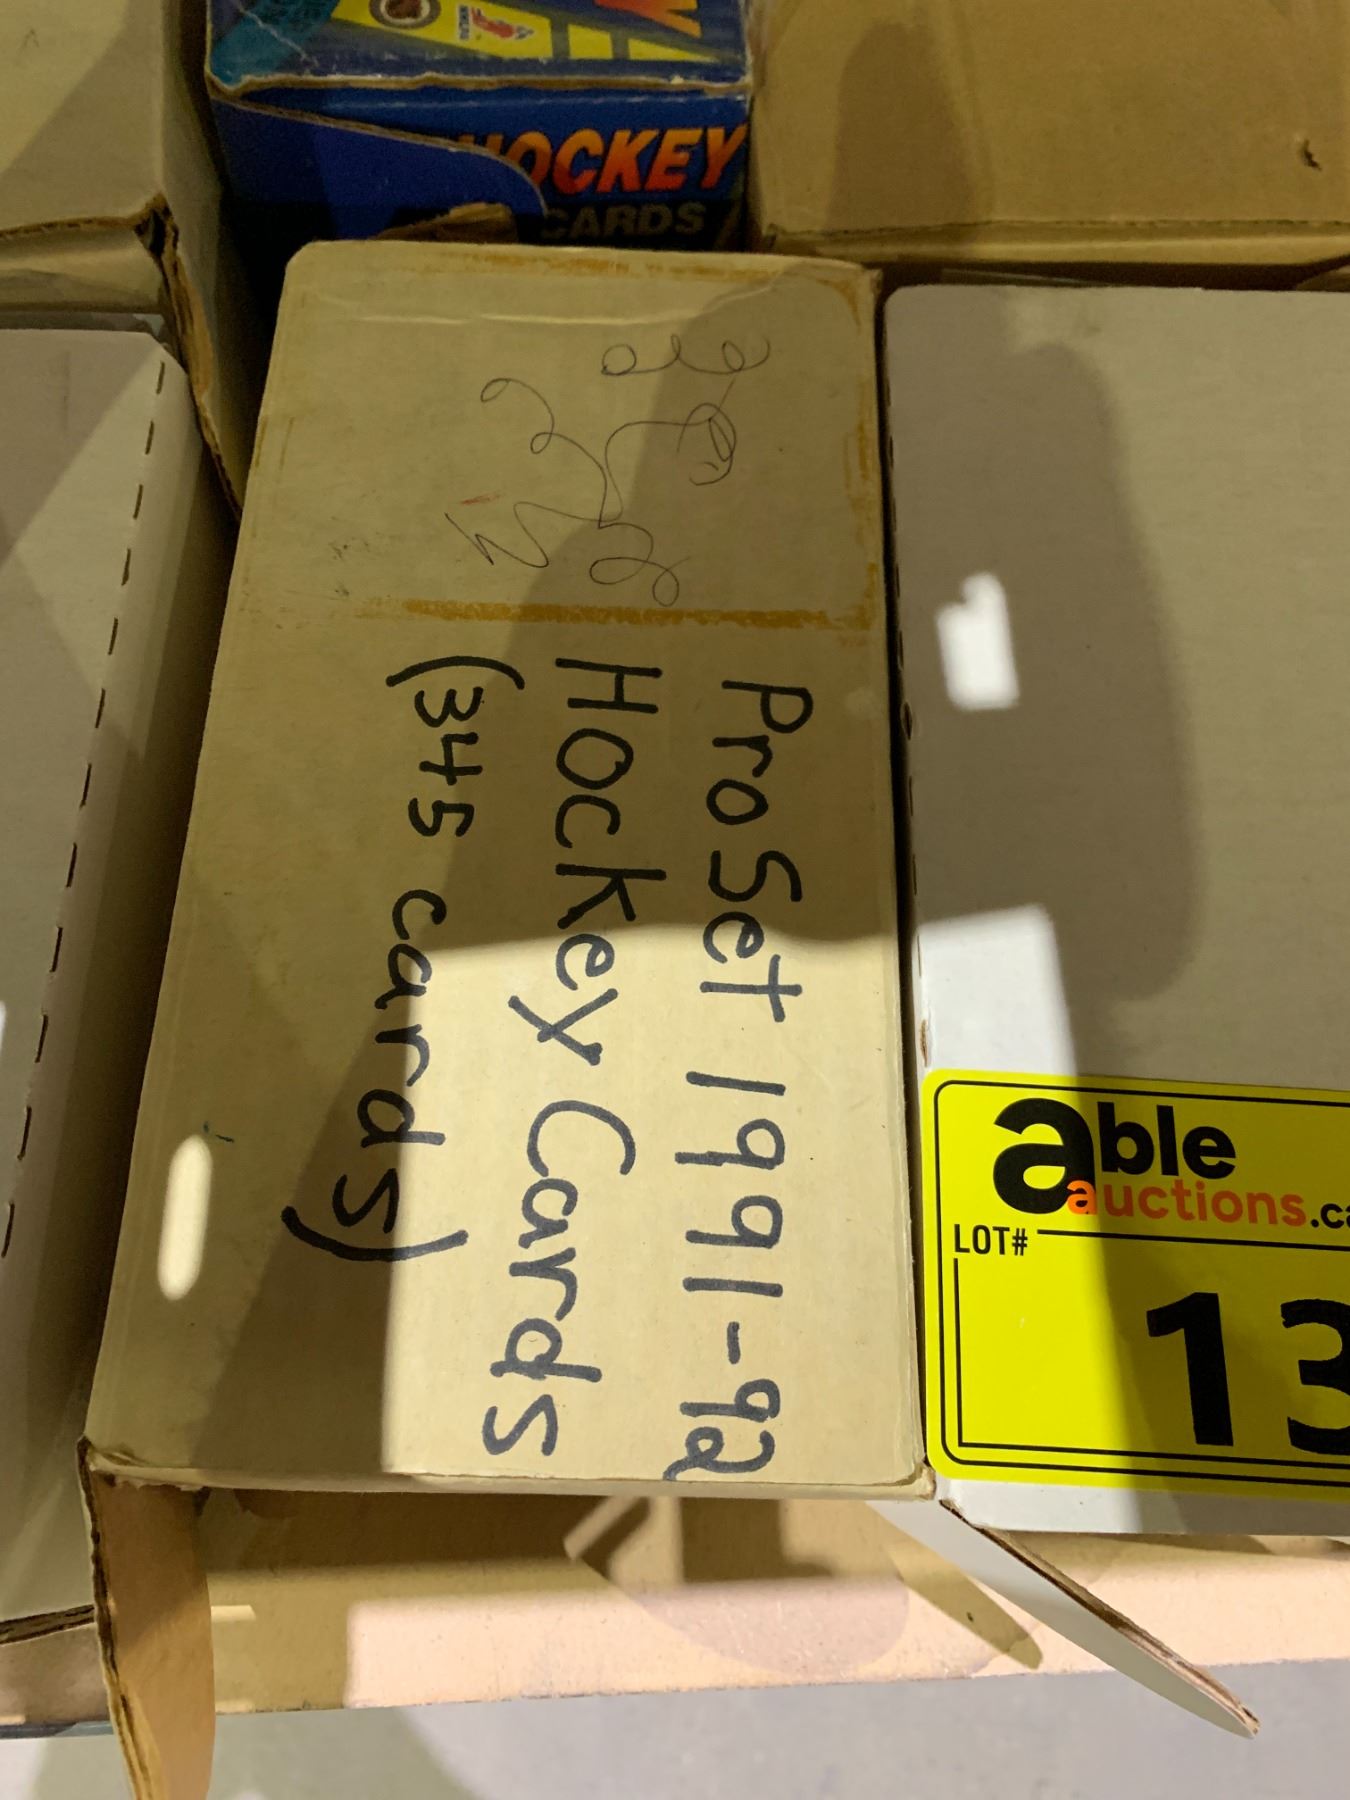 HOCKEY
CARDS
Pro Set 1991-92
Hockey Cards
(345 cards)
able
auctions.ca
LOT#
13